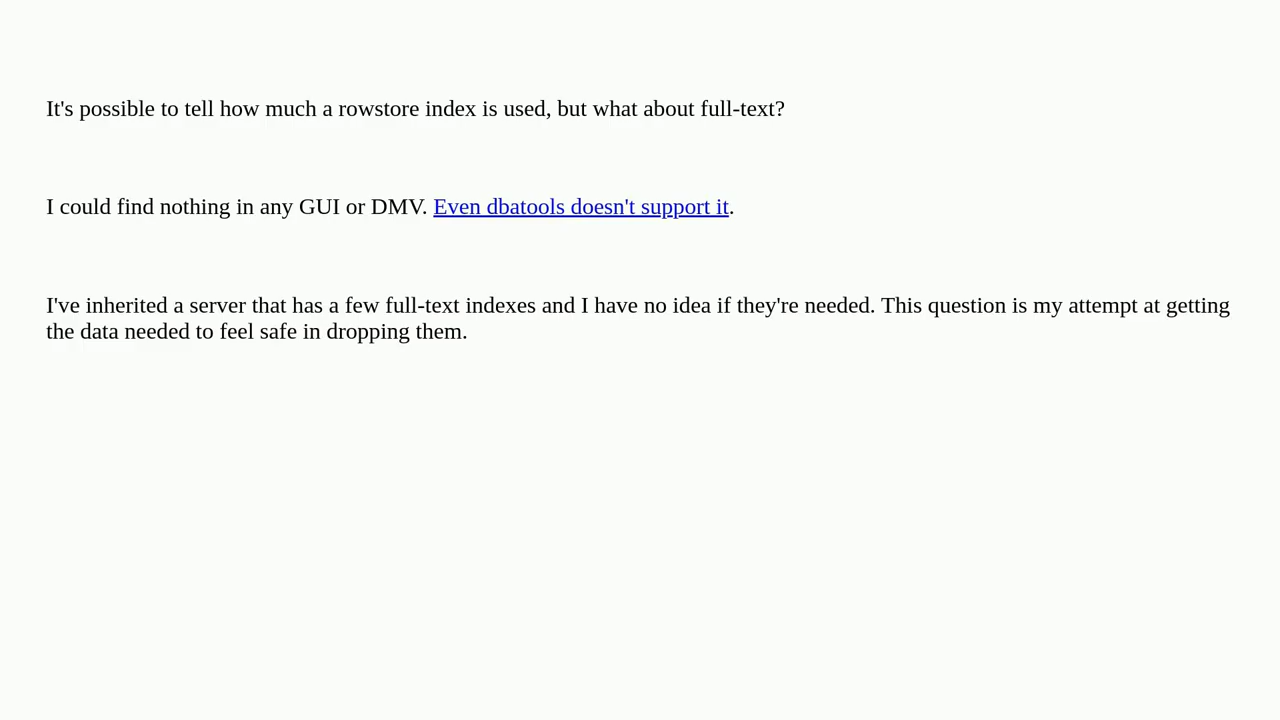 It's possible to tell how much a rowstore index is used, but what about full-text?
I could find nothing in any GUI or DMV. Even dbatools doesn't support it.
I've inherited a server that has a few full-text indexes and I have no idea if they're needed. This question is my attempt at getting
the data needed to feel safe in dropping them.